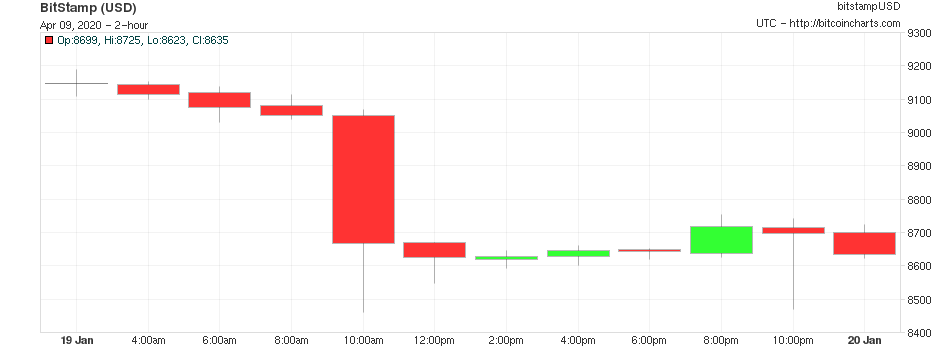 BitStamp (USD)
bitstampUSD
Apr 09, 2020 - 2-hour
UTC - http://bitcoincharts.com
Op:8699, Hi:8725, Lo:8623, Cl:8635
9300
9200
9100
9000
8900
8800
8700
8600
8500
8400
19 Jan 4:00am 6:00am 8:00am 10:00am 12:00pm 2:00pm 4:00pm 6:00pm 8:00pm 10:00pm 20 Jan